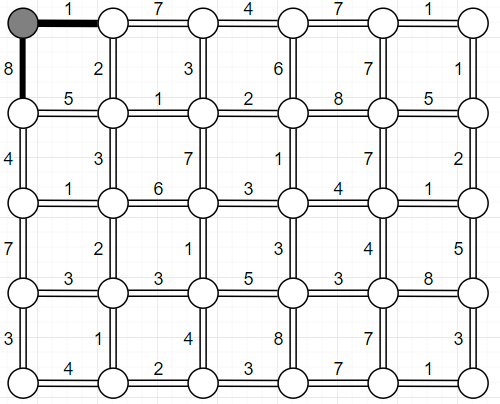 1 7 4 7 1
8 2 3 6 7 1
5 1 2 8 5
4 3 7 1 7 2
1 6 3 4 1
7 2 1 3 4 5
3 3 5 3 8
3 1 4 8 7 3
4 2 3 7 1